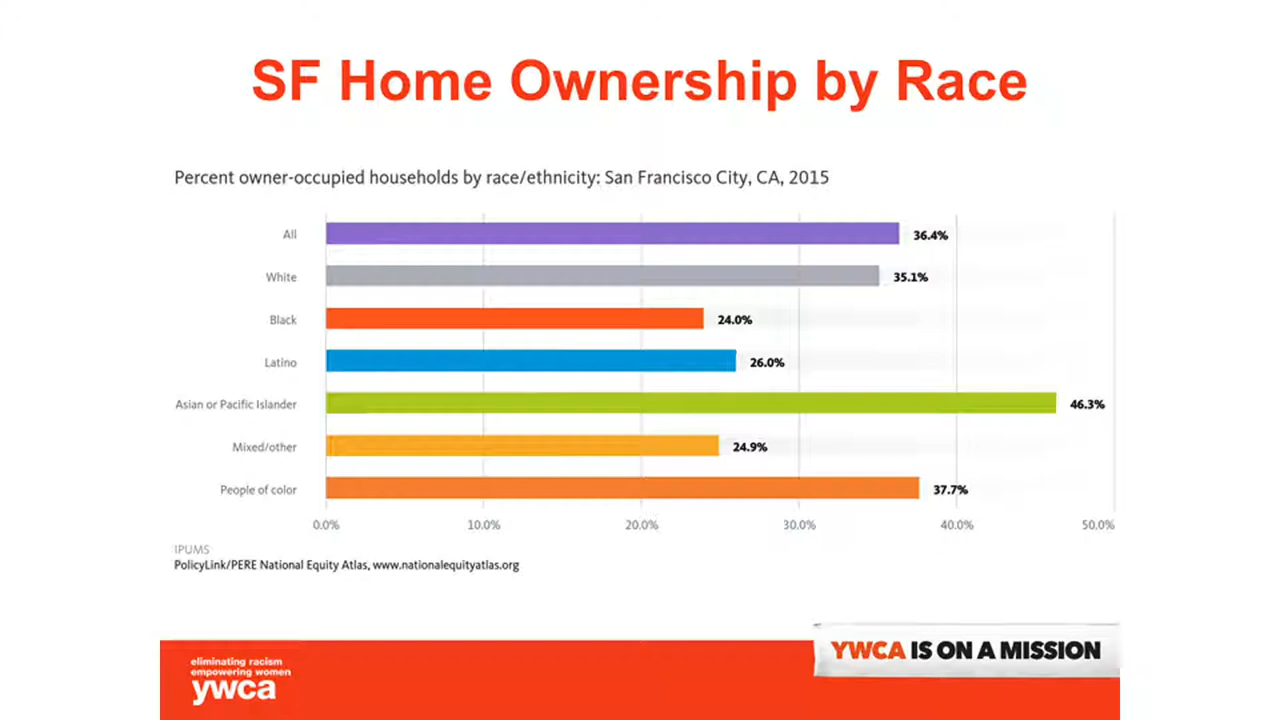 SF Home Ownership by Race
Percent owner-occupied households by race/ethnicity: San Francisco City, CA, 2015
All 36.4%
White 35.1%
Black 24.0%
Latino 26.0%
Asian or Pacific Islander 46.3%
Mixed/other 24.9%
People of color 37.7%
0.0% 10.0% 20.0% 30.0% 40.0% 50.0%
IPUMS
PolicyLink/PERE National Equity Atlas, www.nationalequityatlas.org
YWCA IS ON A MISSION
eliminating racism
empowering women
ywca